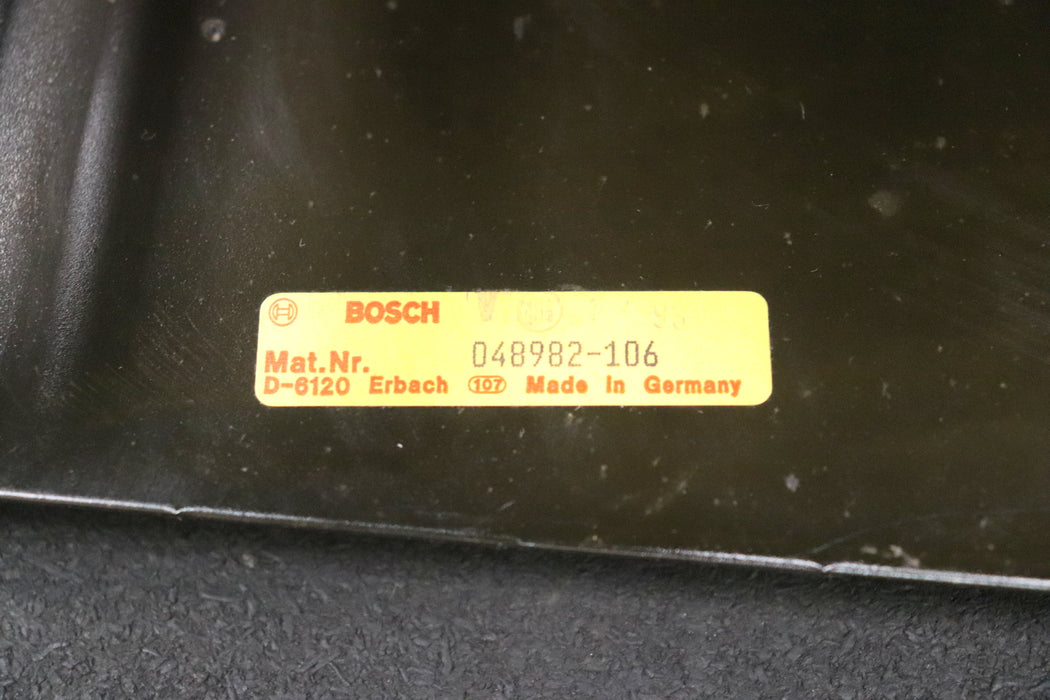 BOSCH V
Mat.Nr. 048982-106
D-6120 Erbach 107 Made in Germany